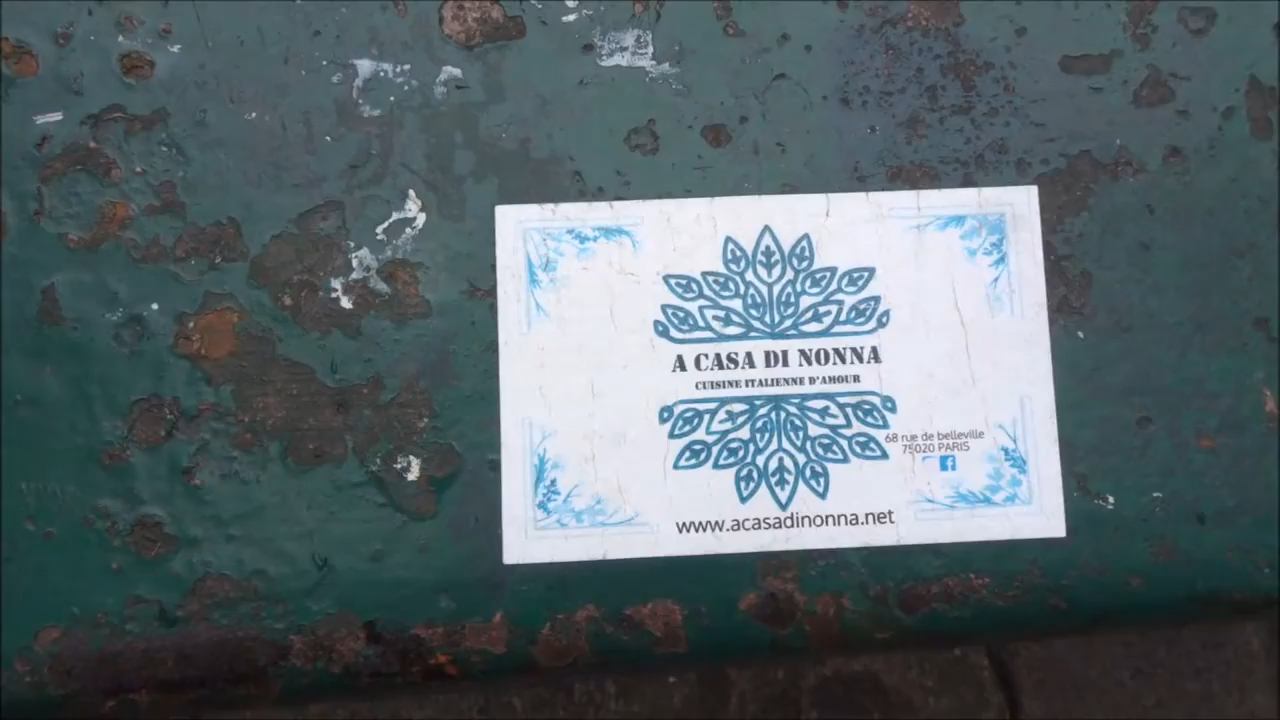 A CASA DI NONNA
CUISINE ITALIENNE D'AMOUR
68 rue de belleville
75020 PARIS
www.acasadinonna.net